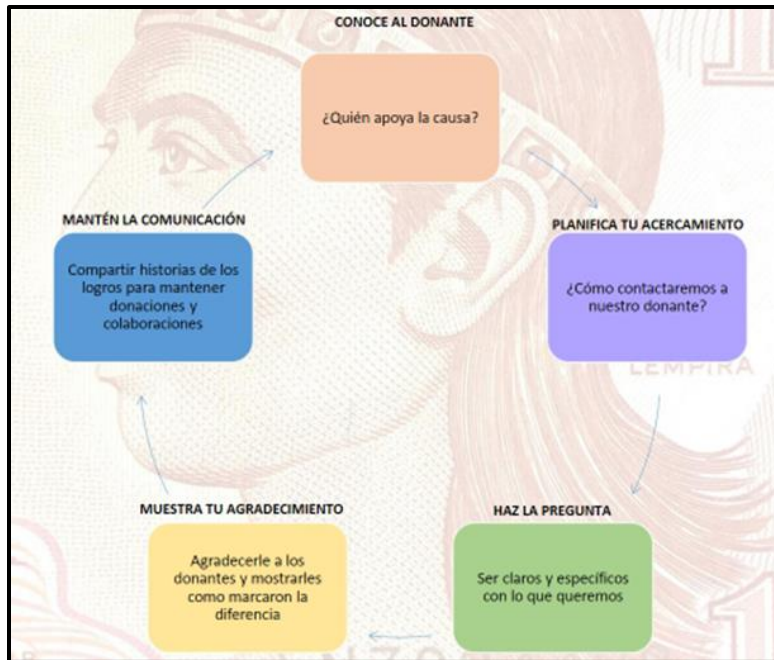 CONOCE AL DONANTE
¿Quién apoya la causa?
PLANIFICA TU ACERCAMIENTO
¿Cómo contactaremos a
nuestro donante?
LEMPIRA
HAZ LA PREGUNTA
Ser claros y específicos
con lo que queremos
MUESTRA TU AGRADECIMIENTO
Agradecerle a los
donantes y mostrarles
como marcaron la
diferencia
MANTÉN LA COMUNICACIÓN
Compartir historias de los
logros para mantener
donaciones y
colaboraciones